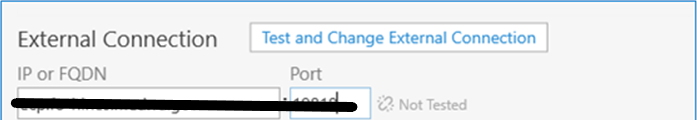 External Connection Test and Change External Connection
IP or FQDN Port
: Not Tested